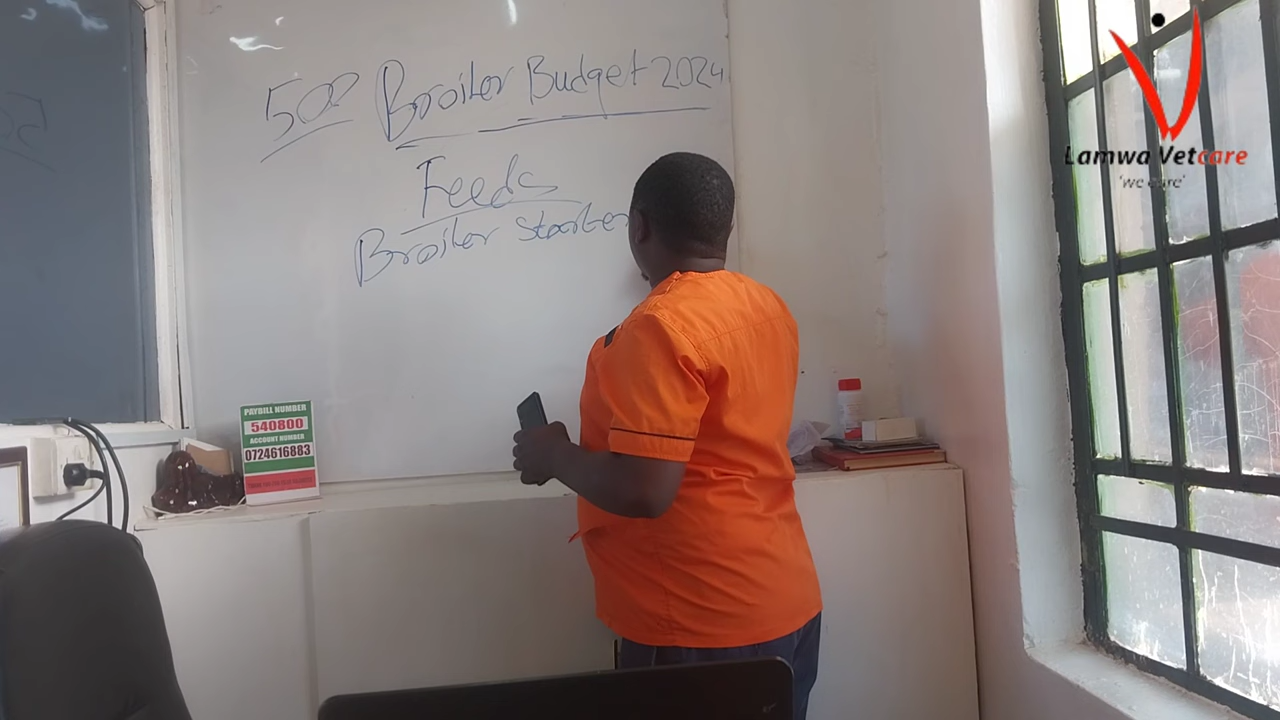 500 Broiler Budget 2024
Feeds
Broiler Starter
PAYBILL NUMBER
540800
ACCOUNT NUMBER
0724616883
Lamwa Vetcare
'we care'